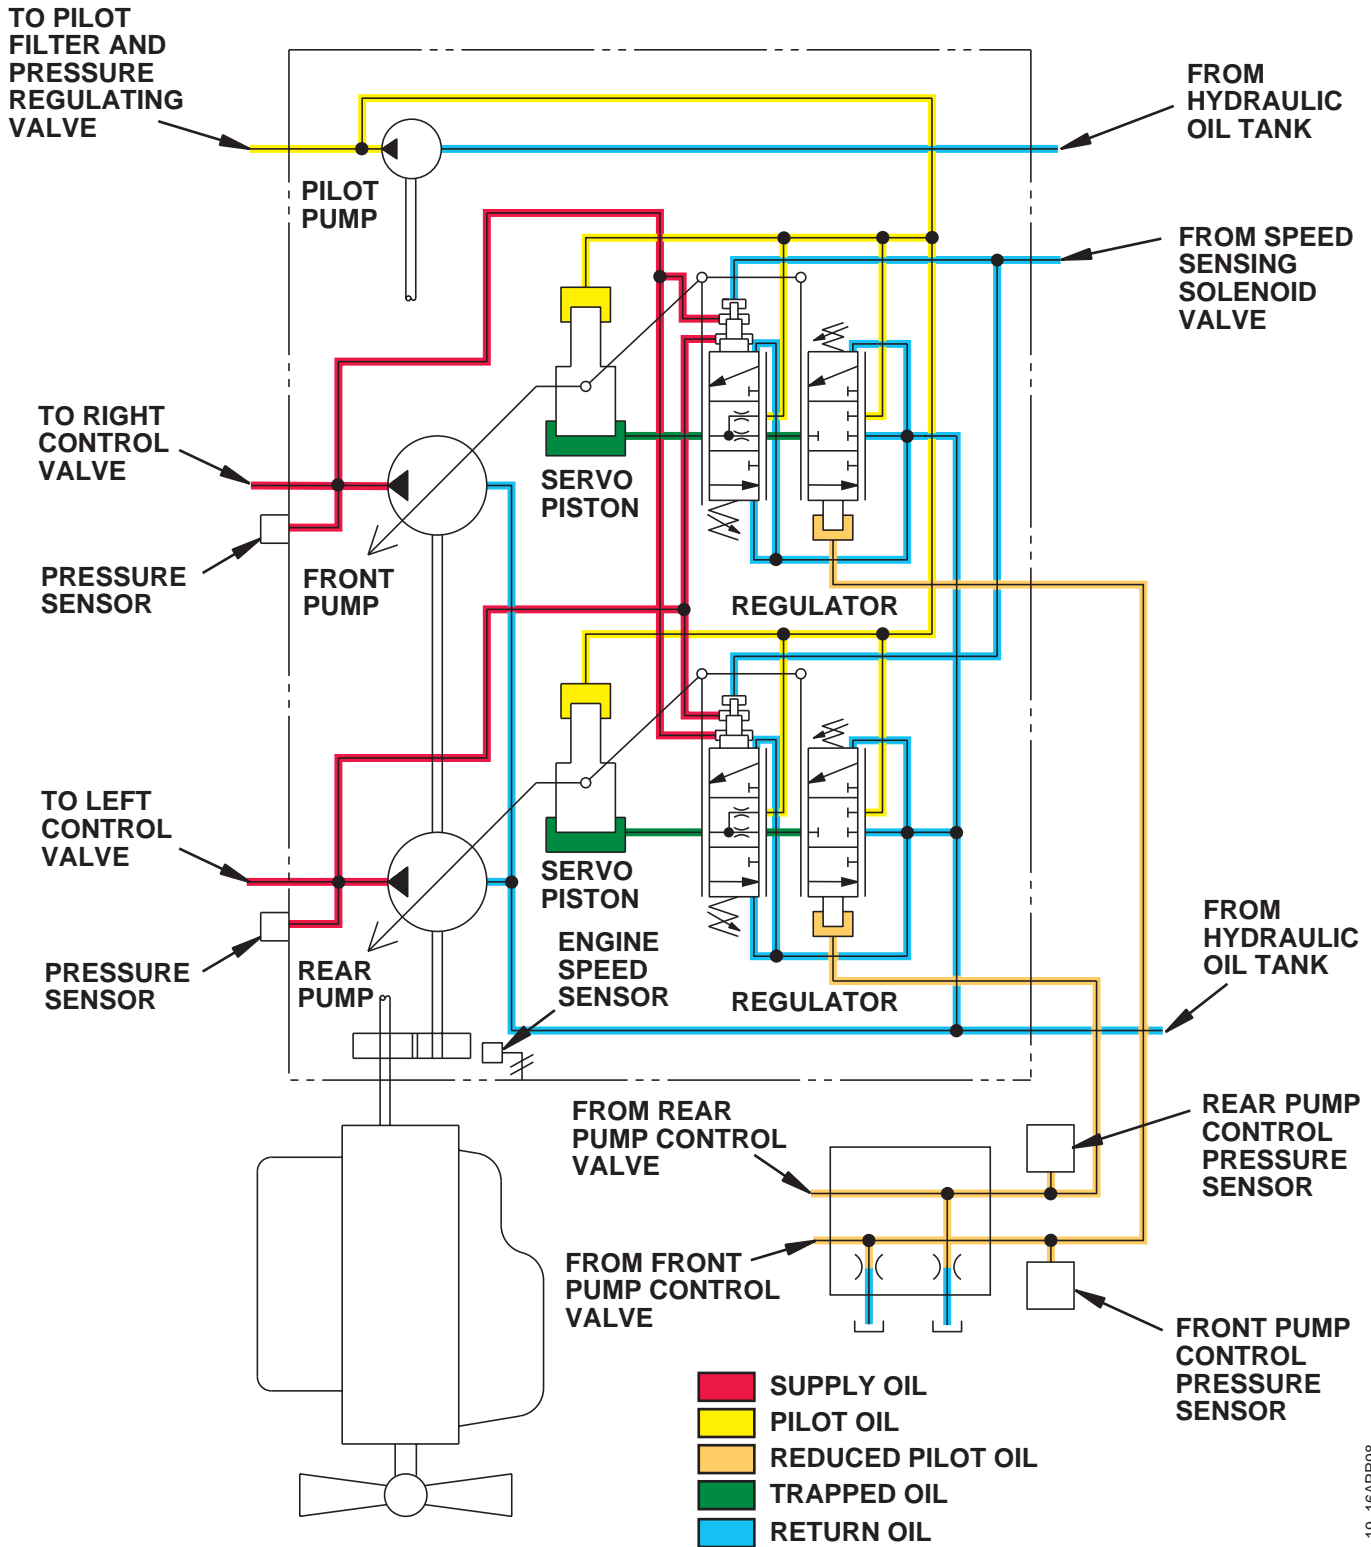 TO PILOT
FILTER AND
PRESSURE
REGULATING
VALVE
FROM
HYDRAULIC
OIL TANK
PILOT
PUMP
FROM SPEED
SENSING
SOLENOID
VALVE
TO RIGHT
CONTROL
VALVE
SERVO
PISTON
PRESSURE
SENSOR
FRONT
PUMP
REGULATOR
TO LEFT
CONTROL
VALVE
SERVO
PISTON
FROM
HYDRAULIC
OIL TANK
PRESSURE
SENSOR
REAR
PUMP
ENGINE
SPEED
SENSOR
REGULATOR
FROM REAR
PUMP CONTROL
VALVE
REAR PUMP
CONTROL
PRESSURE
SENSOR
FROM FRONT
PUMP CONTROL
VALVE
FRONT PUMP
CONTROL
PRESSURE
SENSOR
SUPPLY OIL
PILOT OIL
REDUCED PILOT OIL
TRAPPED OIL
RETURN OIL